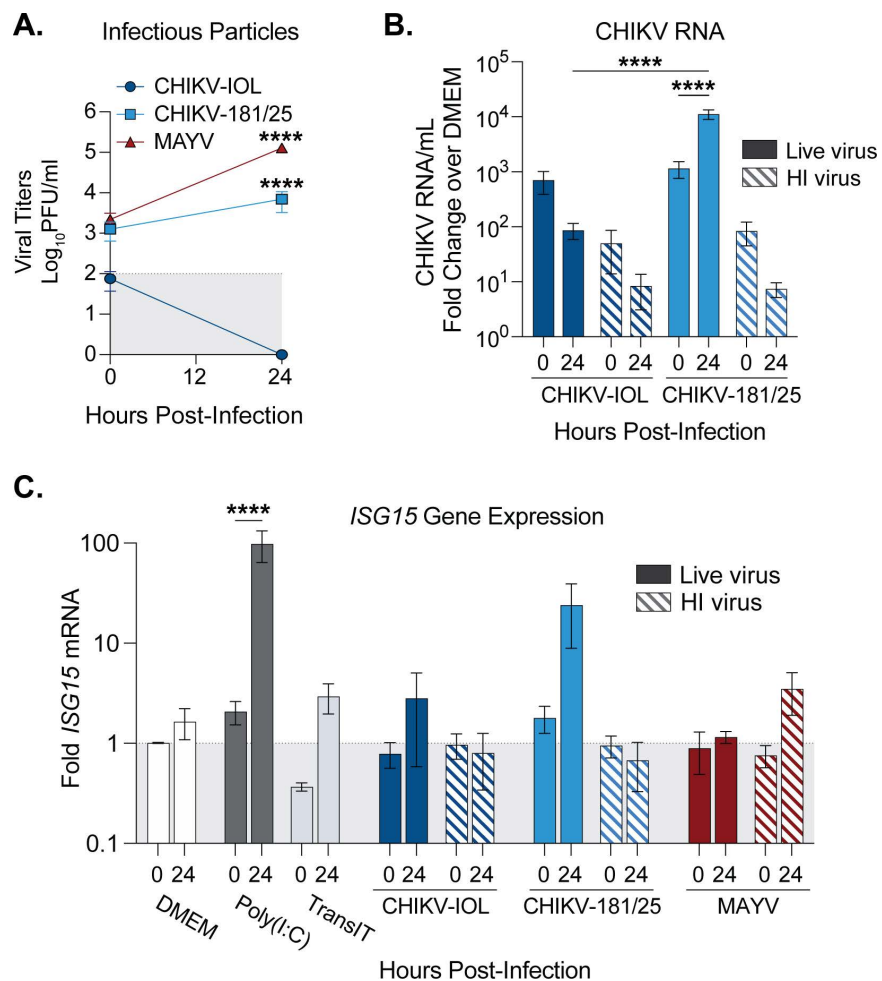 A.
Infectious Particles
CHIKV-IOL
CHIKV-181/25
MAYV
Viral Titers
Log10PFU/ml
6
5
4
3
2
1
0
****
****
0 12 24
Hours Post-Infection
B.
CHIKV RNA
CHIKV RNA/mL
Fold Change over DMEM
10^5
10^4
10^3
10^2
10^1
10^0
****
****
Live virus
HI virus
0 24 0 24 0 24 0 24
CHIKV-IOL CHIKV-181/25
Hours Post-Infection
C.
ISG15 Gene Expression
Fold ISG15 mRNA
100
10
1
0.1
****
Live virus
HI virus
0 24 0 24 0 24 0 24 0 24 0 24 0 24 0 24 0 24
DMEM Poly(I:C) TransIT CHIKV-IOL CHIKV-181/25 MAYV
Hours Post-Infection